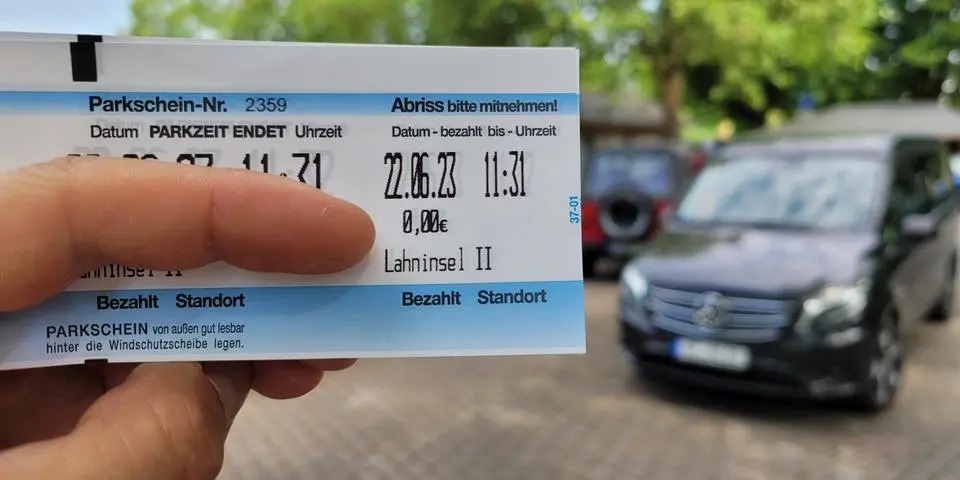 Parkschein-Nr. 2359
Datum PARKZEIT ENDET Uhrzeit
11:31
Bezahlt Standort
PARKSCHEIN von außen gut lesbar
hinter die Windschutzscheibe legen.
Abriss bitte mitnehmen!
Datum - bezahlt bis - Uhrzeit
22.06.23 11:31
0,00€
Lahninsel II
Bezahlt Standort
37-01